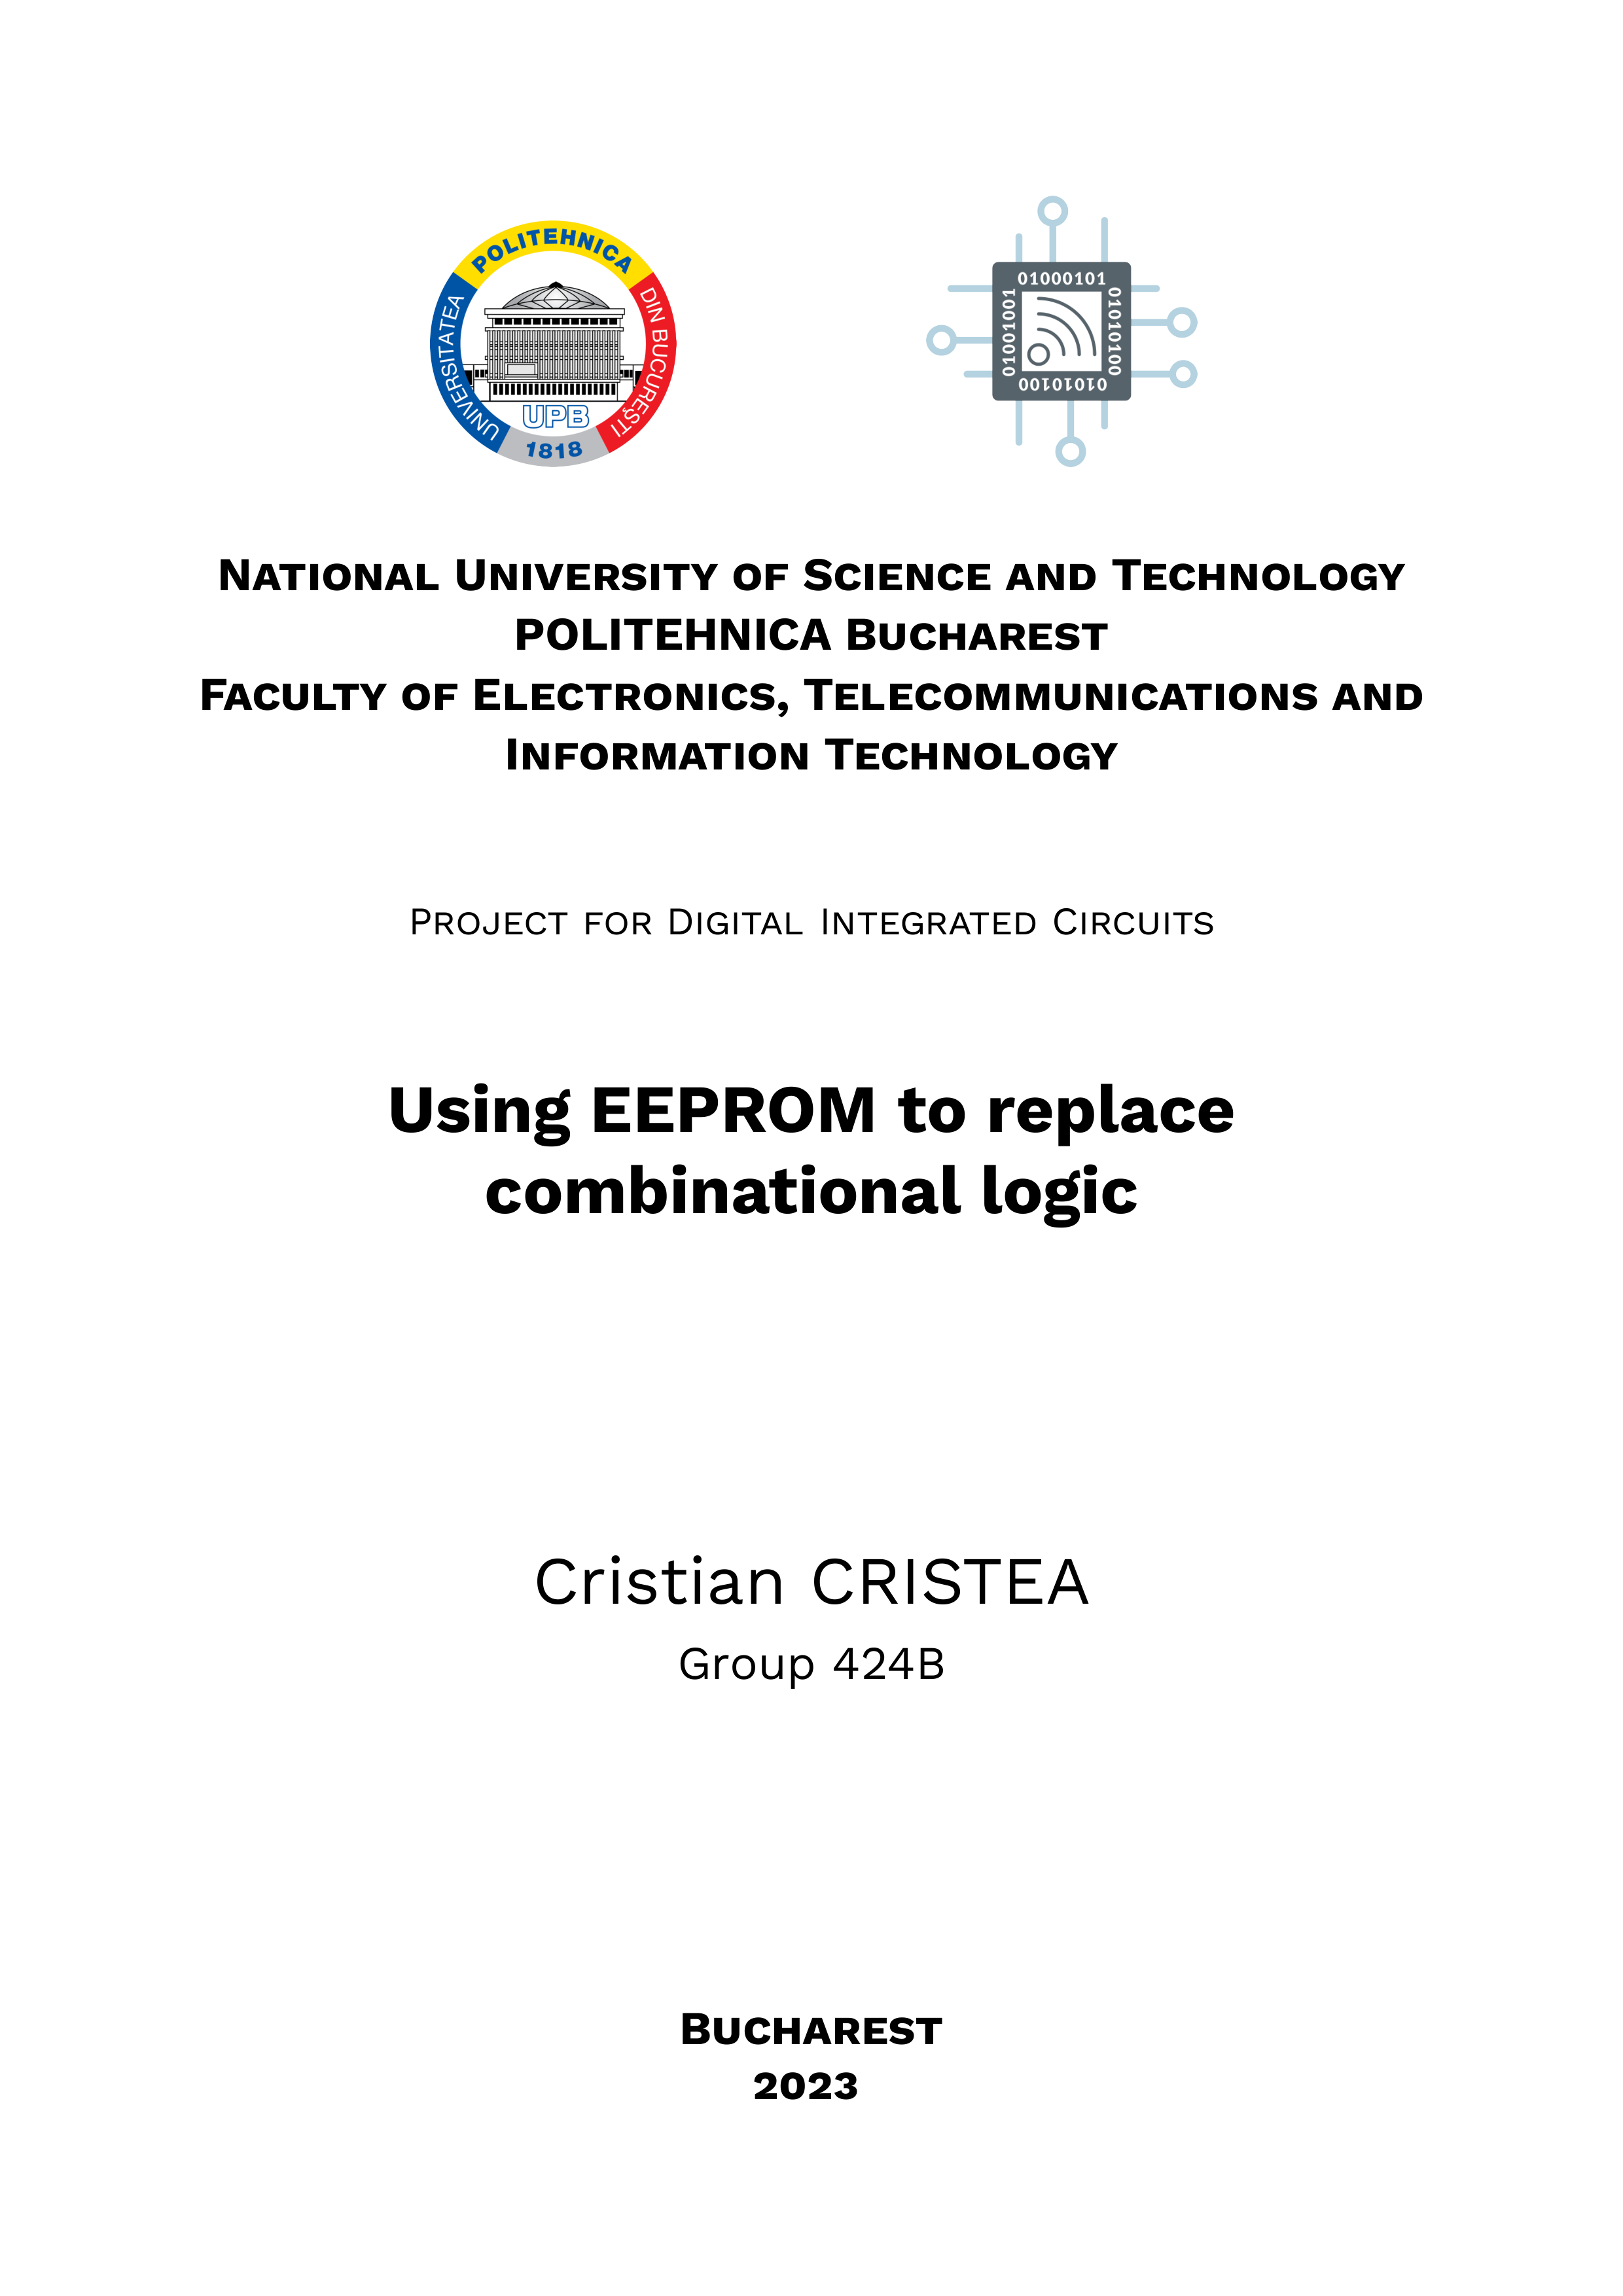 UNIVERSITATEA POLITEHNICA DIN BUCUREȘTI
UPB
1818
01000101
01001001
01010100
01010100
National University of Science and Technology
POLITEHNICA Bucharest
Faculty of Electronics, Telecommunications and
Information Technology
Project for Digital Integrated Circuits
Using EEPROM to replace
combinational logic
Cristian CRISTEA
Group 424B
Bucharest
2023